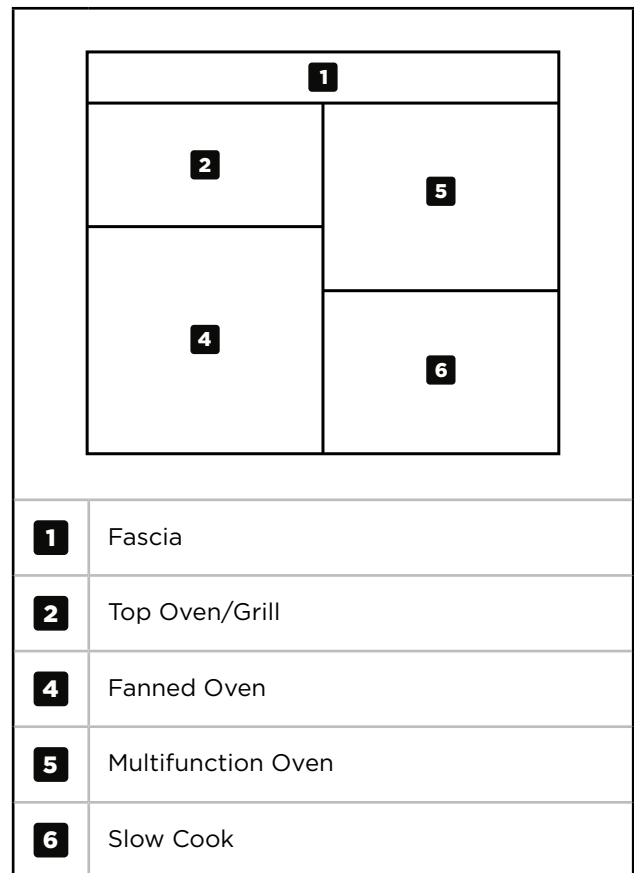 1
2
5
4
6
1 Fascia
2 Top Oven/Grill
4 Fanned Oven
5 Multifunction Oven
6 Slow Cook